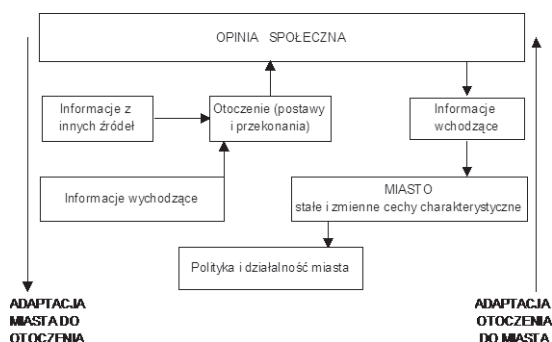 OPINIA SPOŁECZNA
Informacje z
innych źródeł
Otoczenie (postawy
i przekonania)
Informacje
wchodzące
Informacje wychodzące
MIASTO
stałe i zmienne cechy charakterystyczne
Polityka i działalność miasta
ADAPTACJA
MIASTA DO
OTOCZENIA
ADAPTACJA
OTOCZENIA
DO MIASTA